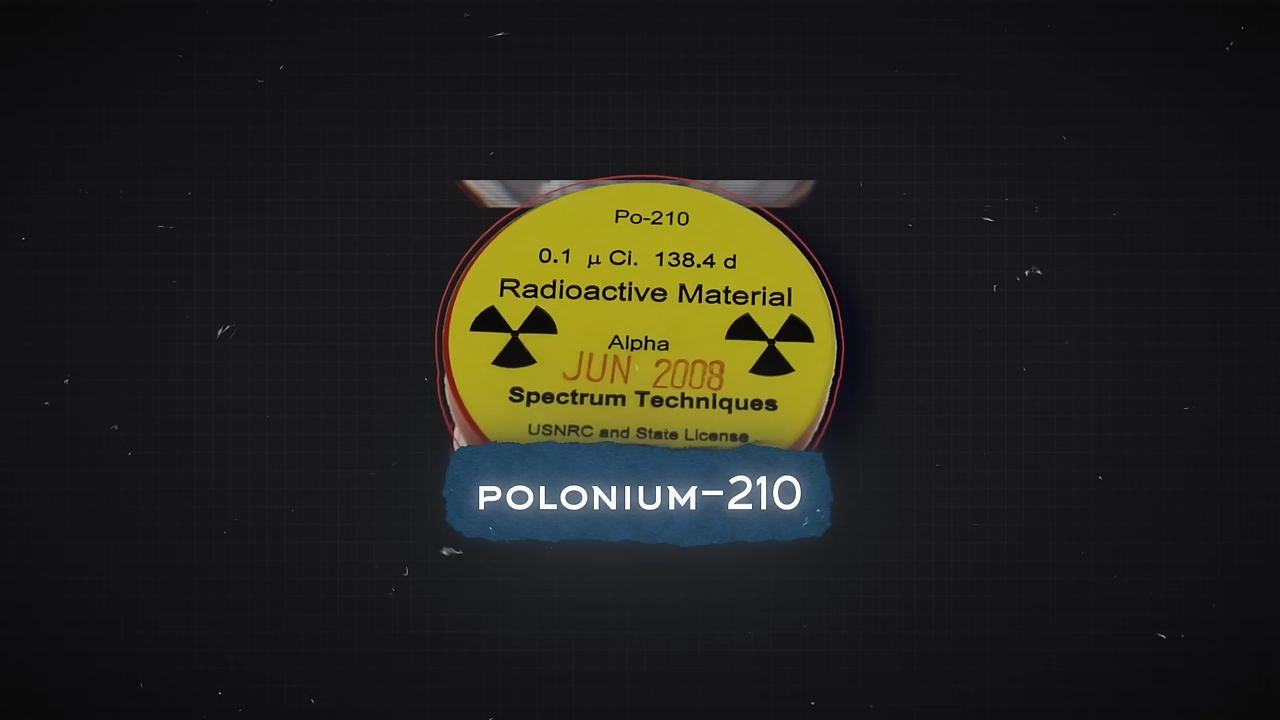 Po-210
0.1 μ Ci. 138.4 d
Radioactive Material
Alpha
JUN 2008
Spectrum Techniques
USNRC and State License
POLONIUM-210